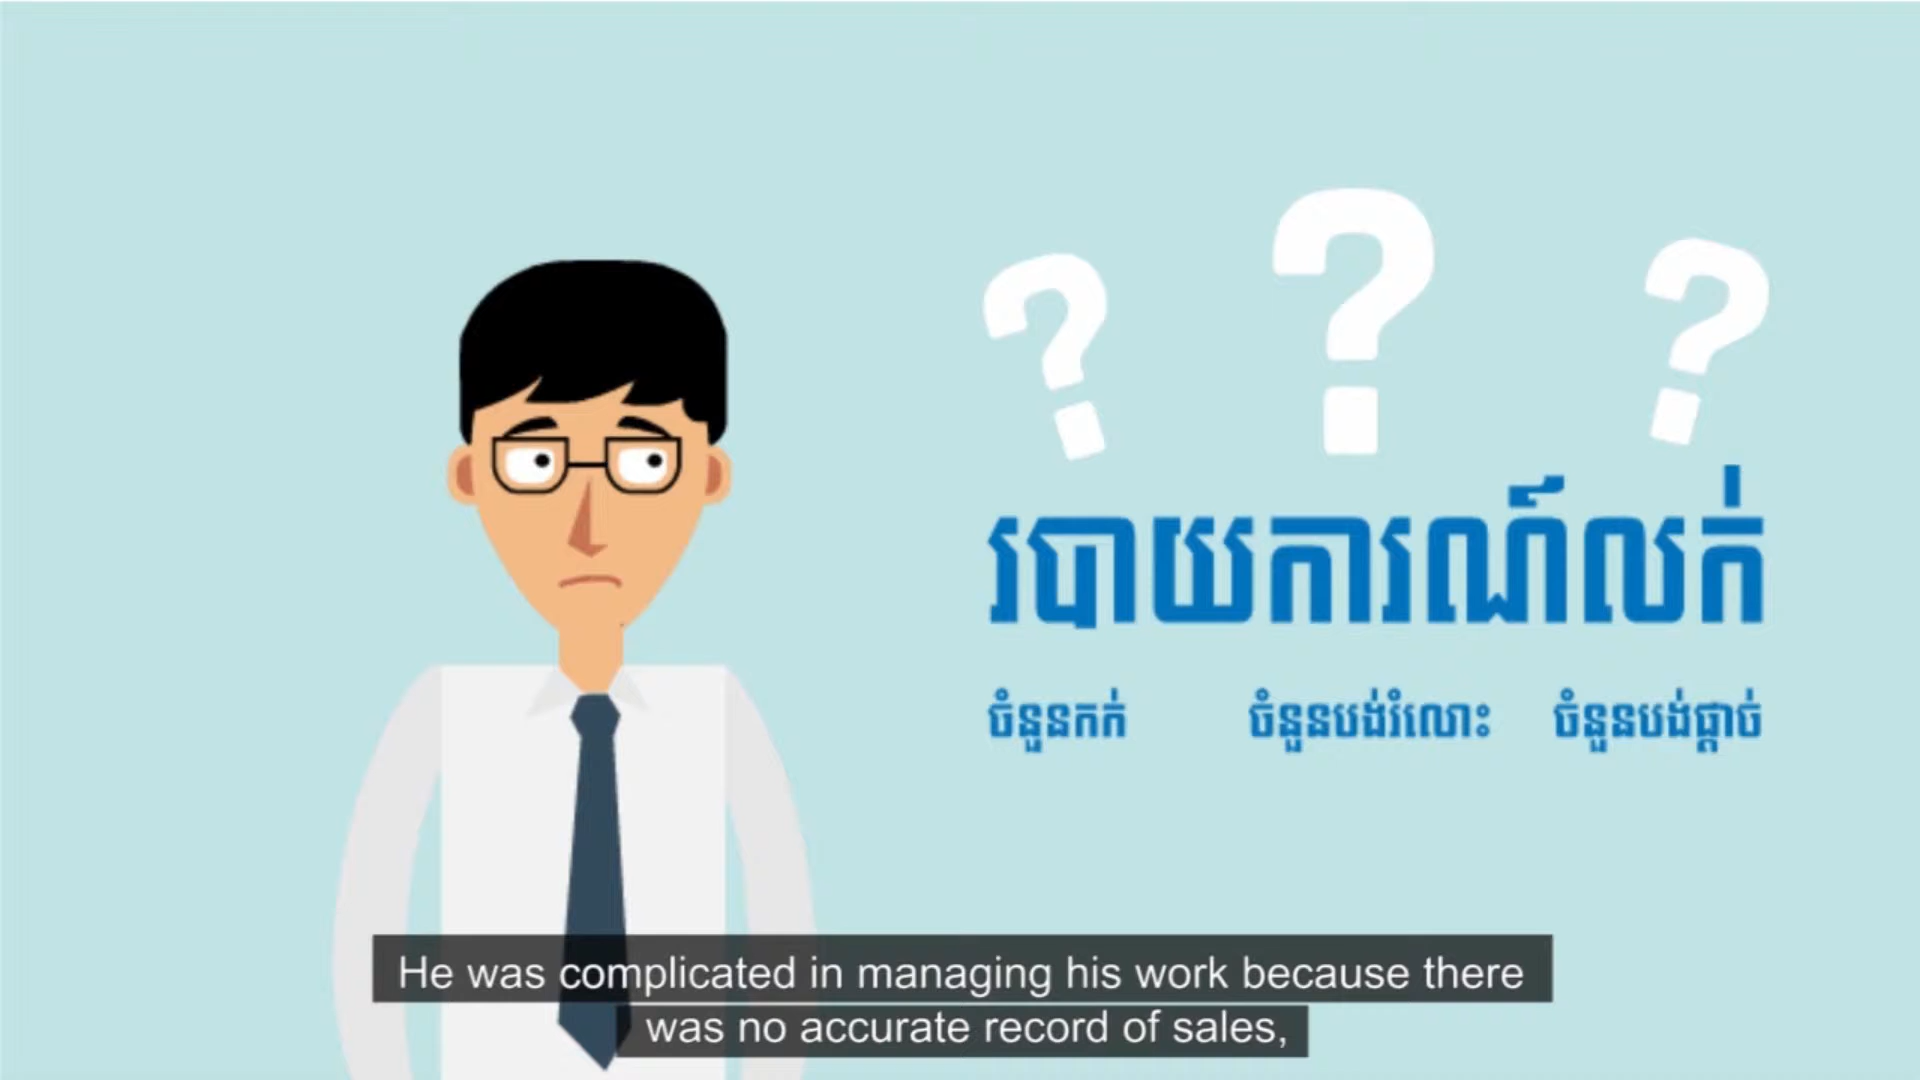 ? ? ?
របាយការណ៍លក់
ចំនួនកក់ ចំនួនបង់រំលោះ ចំនួនបង់ផ្តាច់
He was complicated in managing his work because there
was no accurate record of sales,